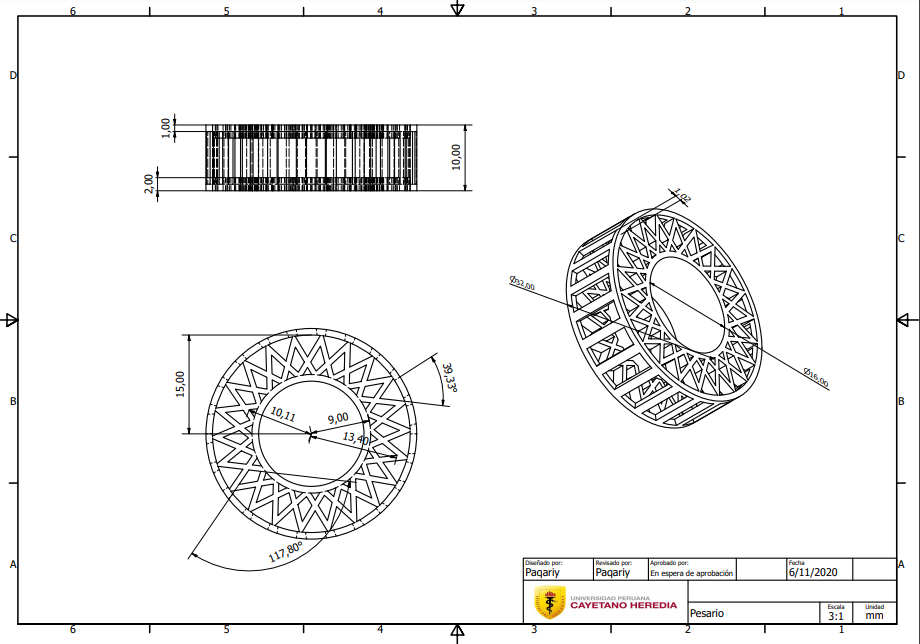 6 5 4 3 2 1
D D
1,00
10,00
2,00
1,02
C C
Ø32,00
15,00
39,33°
Ø16,00
B B
10,11
9,00
13,40
117,80°
A A
Diseñado por: Revisado por: Aprobado por: Fecha
Paqariy Paqariy En espera de aprobación 6/11/2020
UNIVERSIDAD PERUANA
CAYETANO HEREDIA
Pesario
Escala Unidad
3:1 mm
6 5 4 3 2 1